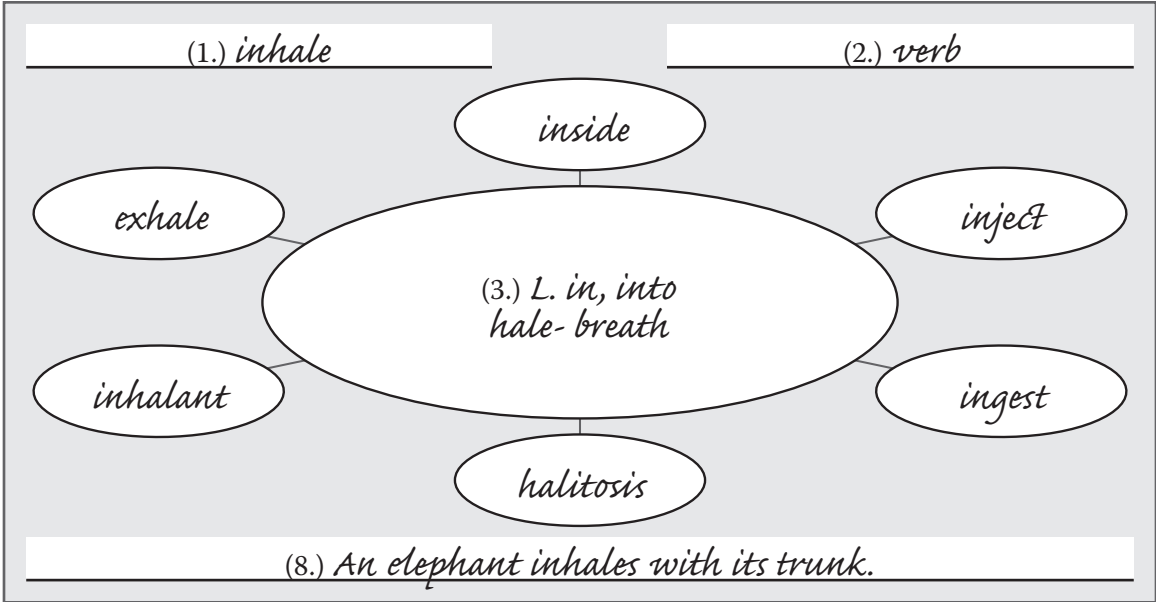 (1.) inhale
(2.) verb
inside
exhale
inject
(3.) L. in, into
hale- breath
inhalant
ingest
halitosis
(8.) An elephant inhales with its trunk.